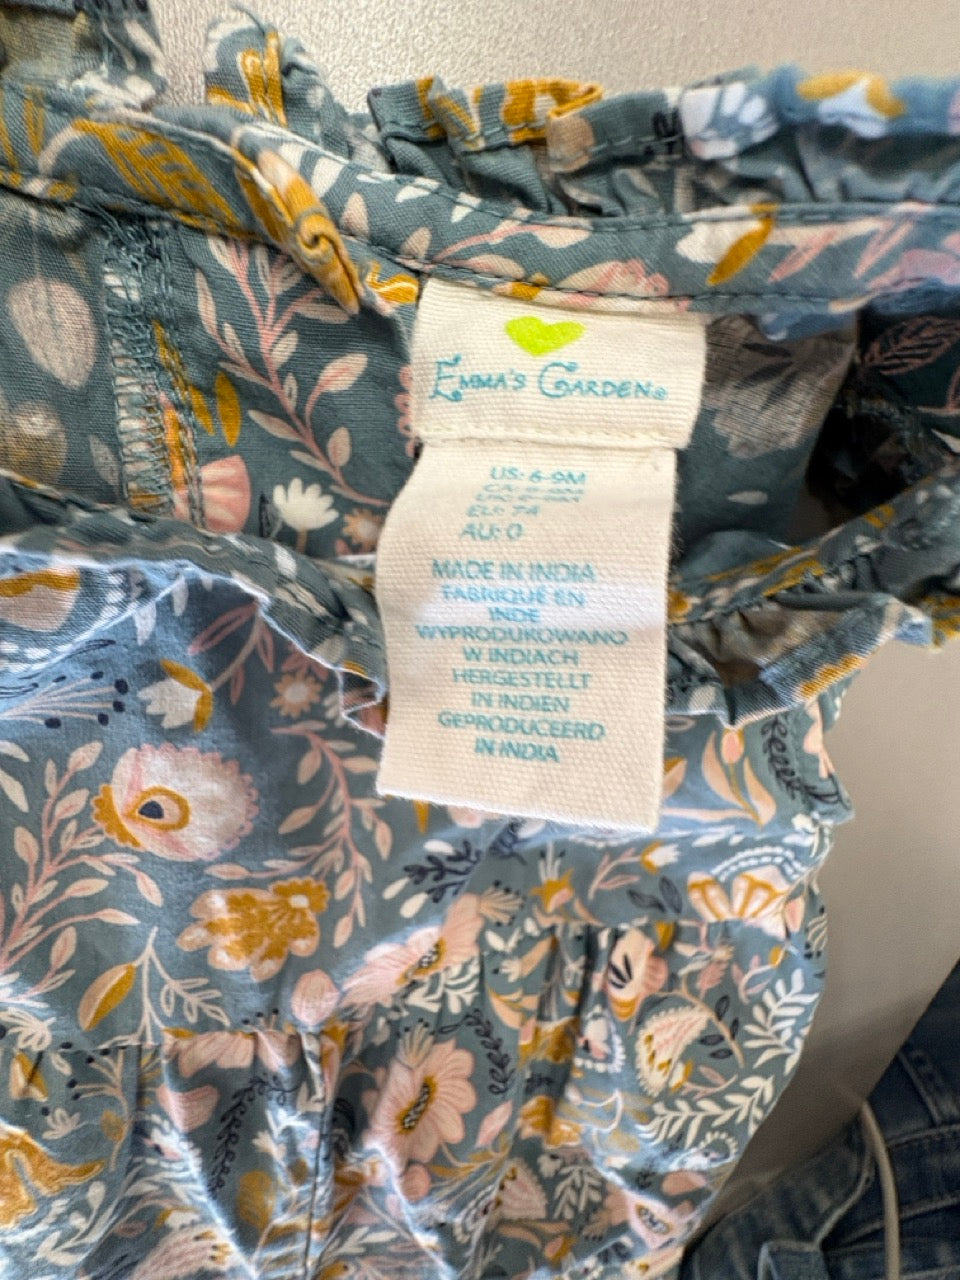 EMMA'S GARDEN®
US: 6-9M
EU: 74
AU: 0
MADE IN INDIA
FABRIQUÉ EN
INDE
WYPRODUKOWANO
W INDIACH
HERGESTELLT
IN INDIEN
GEPRODUCEERD
IN INDIA